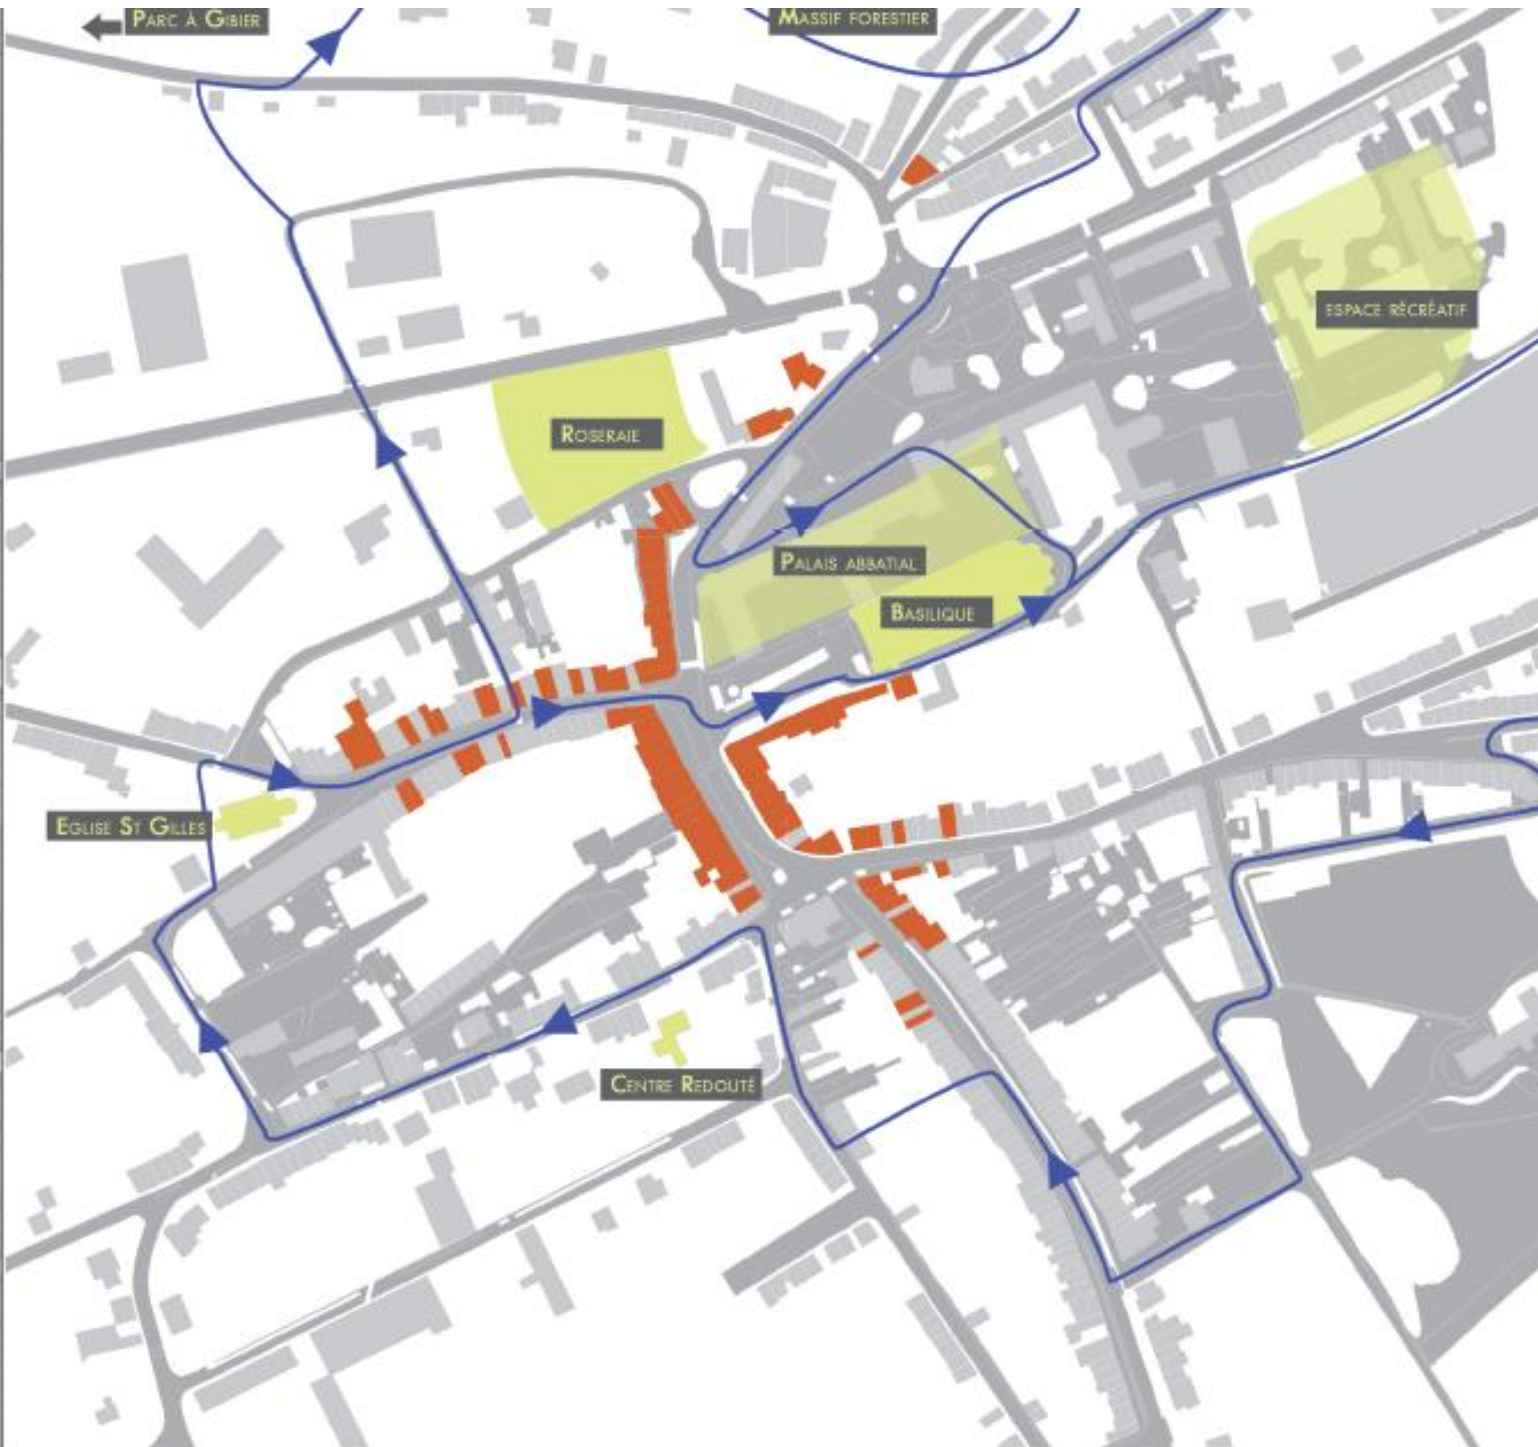 Parc à Gibier
Massif forestier
espace récréatif
Roseraie
Palais abbatial
Basilique
Eglise St Gilles
Centre Redouté